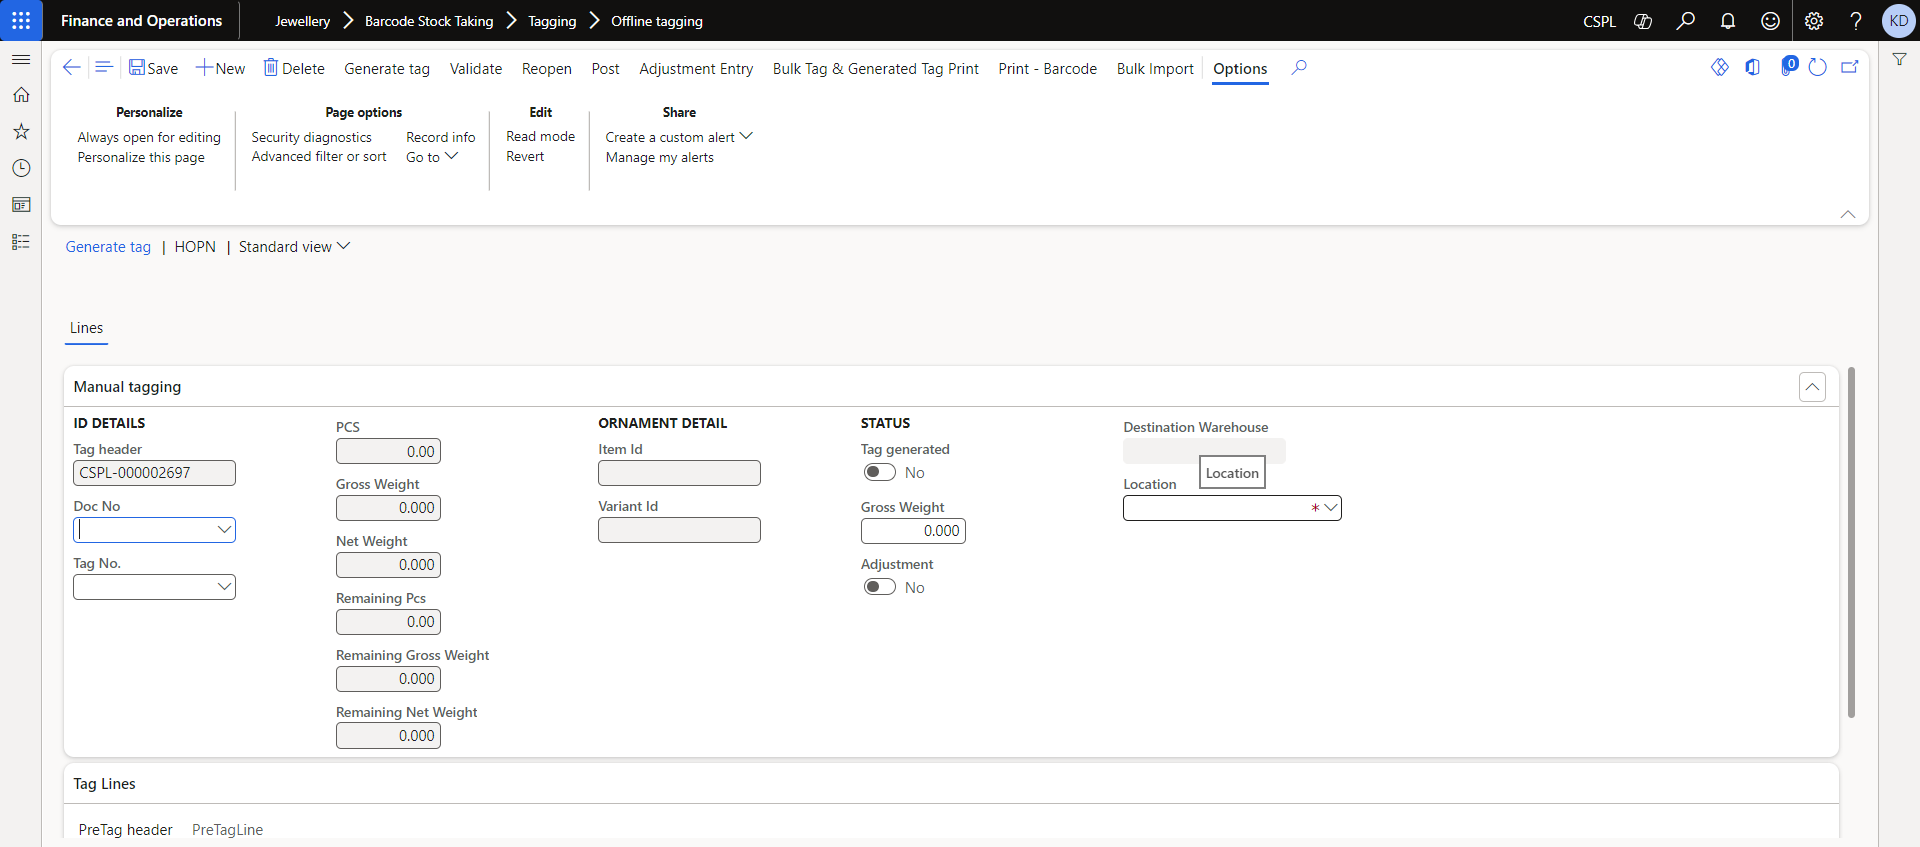 Finance and Operations
Jewellery
Barcode Stock Taking
Tagging
Offline tagging
CSPL
KD
Save
New
Delete
Generate tag
Validate
Reopen
Post
Adjustment Entry
Bulk Tag & Generated Tag Print
Print - Barcode
Bulk Import
Options
0
Personalize
Always open for editing
Personalize this page
Page options
Security diagnostics
Advanced filter or sort
Record info
Go to
Edit
Read mode
Revert
Share
Create a custom alert
Manage my alerts
Generate tag | HOPN | Standard view
Lines
Manual tagging
ID DETAILS
Tag header
CSPL-000002697
Doc No
Tag No.
PCS
0.00
Gross Weight
0.000
Net Weight
0.000
Remaining Pcs
0.00
Remaining Gross Weight
0.000
Remaining Net Weight
0.000
ORNAMENT DETAIL
Item Id
Variant Id
STATUS
Tag generated
No
Gross Weight
0.000
Adjustment
No
Destination Warehouse
Location
Location
*
Tag Lines
PreTag header
PreTagLine